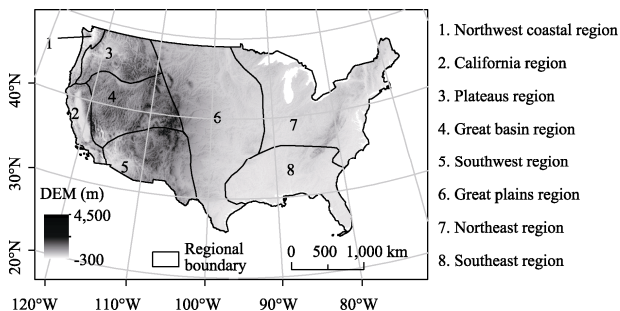 1
3
4
2
5
6
7
8
40°N
30°N
20°N
DEM (m)
4,500
-300
Regional
boundary
0 500 1,000 km
120°W 110°W 100°W 90°W 80°W
1. Northwest coastal region
2. California region
3. Plateaus region
4. Great basin region
5. Southwest region
6. Great plains region
7. Northeast region
8. Southeast region